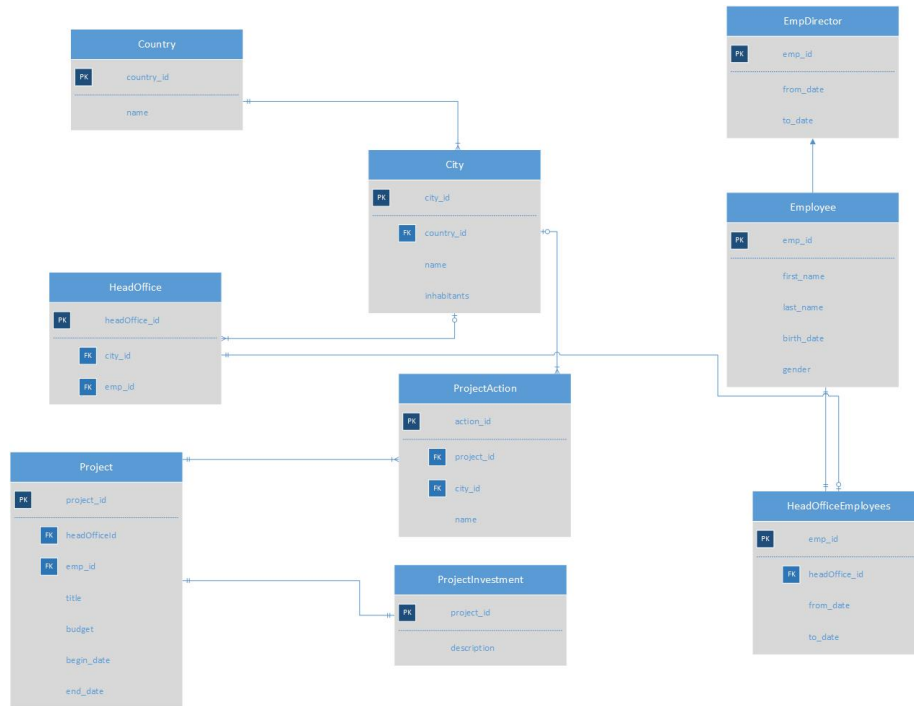 Country
PK country_id
name
EmpDirector
PK emp_id
from_date
to_date
City
PK city_id
FK country_id
name
inhabitants
Employee
PK emp_id
first_name
last_name
birth_date
gender
HeadOffice
PK headOffice_id
FK city_id
FK emp_id
ProjectAction
PK action_id
FK project_id
FK city_id
name
Project
PK project_id
FK headOfficeId
FK emp_id
title
budget
begin_date
end_date
HeadOfficeEmployees
PK emp_id
FK headOffice_id
from_date
to_date
ProjectInvestment
PK project_id
description